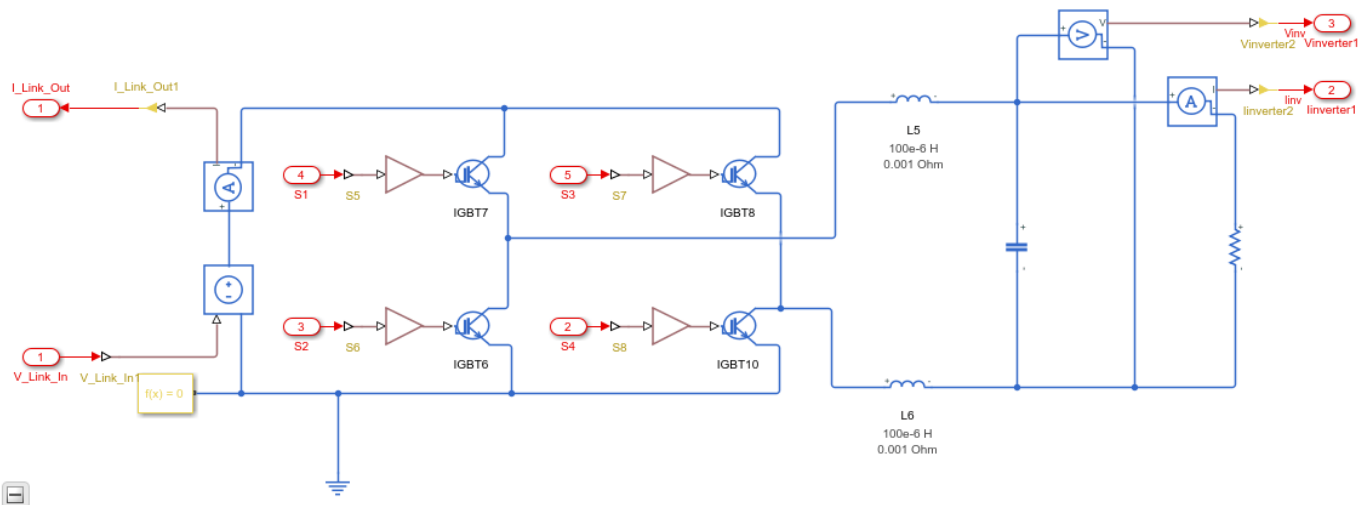 V
Vinv
3
Vinverter2
Vinverter1
I_Link_Out
I_Link_Out1
1
A
I
Iinv
2
Iinverter2
Iinverter1
L5
100e-6 H
0.001 Ohm
4
S1
S5
IGBT7
5
S3
S7
IGBT8
A
3
S2
S6
IGBT6
2
S4
S8
IGBT10
1
V_Link_In
V_Link_In1
f(x) = 0
L6
100e-6 H
0.001 Ohm